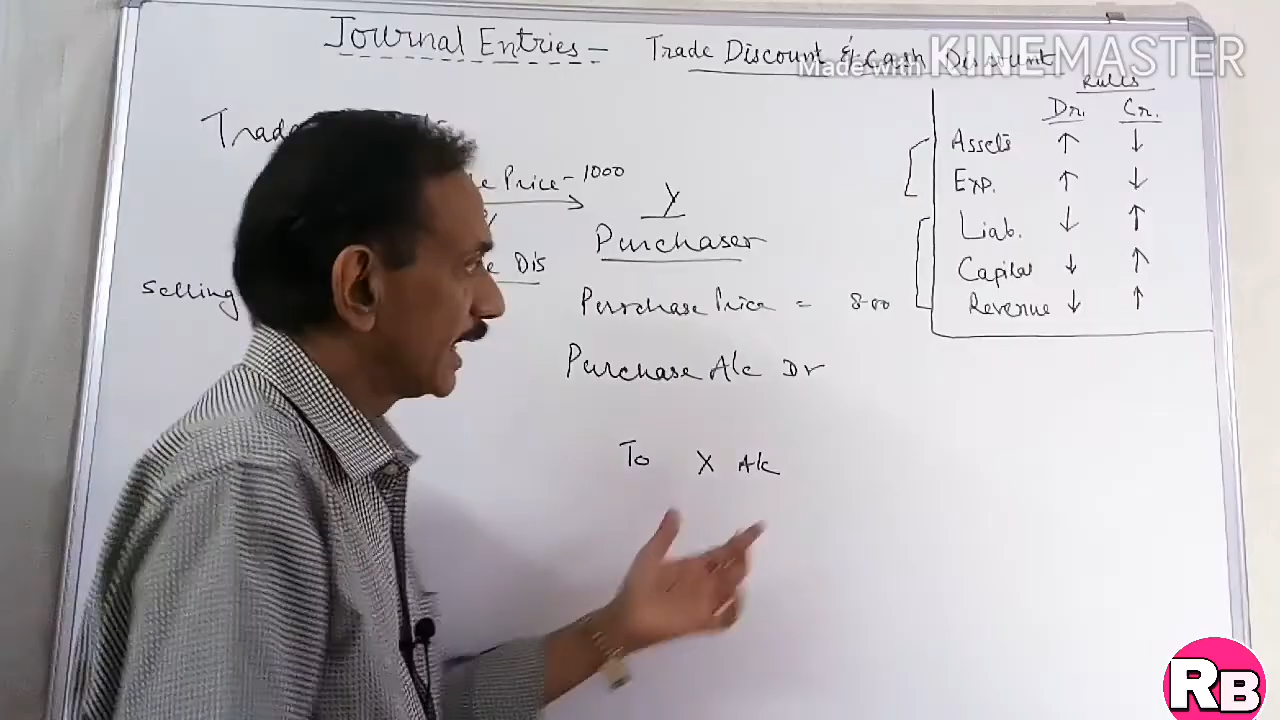 Journal Entries - Trade Discount & Cash Discount
Made with KINEMASTER
Rules
Dr. Cr.
Assets ↑ ↓
Exp. ↑ ↓
Liab. ↓ ↑
Capital ↓ ↑
Revenue ↓ ↑
Trade
Price - 1000
Y
Purchaser
Dis
Selling
Purchase Price = 800
Purchase A/c Dr
To X A/c
RB